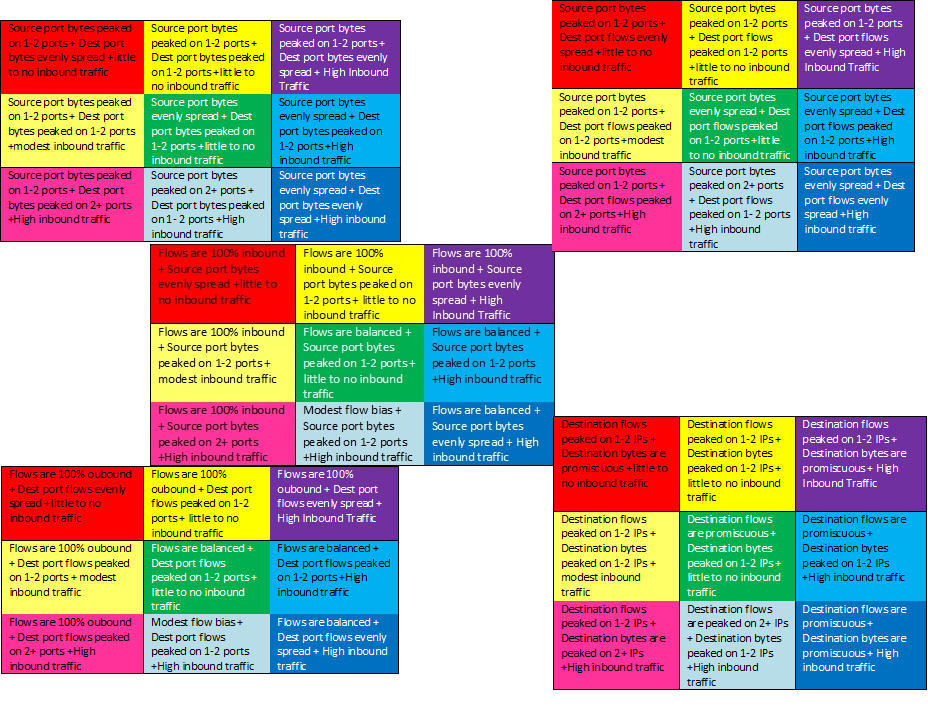 Source port bytes peaked
on 1-2 ports + Dest port
bytes evenly spread +little
to no inbound traffic
Source port bytes
peaked on 1-2 ports+
Dest port bytes peaked
on 1-2 ports +little to
no inbound traffic
Source port bytes
peaked on 1-2 ports +
Dest port bytes evenly
spread + High Inbound
Traffic
Source port bytes peaked
on 1-2 ports + Dest port
bytes peaked on 1-2 ports
+modest inbound traffic
Source port bytes
evenly spread + Dest
port bytes peaked on
1-2 ports +little to no
inbound traffic
Source port bytes
evenly spread + Dest
port bytes peaked on
1-2 ports +High
inbound traffic
Source port bytes peaked
on 1-2 ports + Dest port
bytes peaked on 2+ ports
+High inbound traffic
Source port bytes
peaked on 2+ ports +
Dest port bytes peaked
on 1- 2 ports +High
inbound traffic
Source port bytes
evenly spread + Dest
port bytes evenly
spread +High inbound
traffic
Source port bytes
peaked on 1-2 ports +
Dest port flows evenly
spread +little to no
inbound traffic
Source port bytes
peaked on 1-2 ports
+ Dest port flows
peaked on 1-2 ports
+little to no inbound
traffic
Source port bytes
peaked on 1-2 ports
+ Dest port flows
evenly spread + High
Inbound Traffic
Source port bytes
peaked on 1-2 ports +
Dest port flows peaked
on 1-2 ports +modest
inbound traffic
Source port bytes
evenly spread + Dest
port flows peaked
on 1-2 ports +little
to no inbound traffic
Source port bytes
evenly spread + Dest
port flows peaked
on 1-2 ports +High
inbound traffic
Source port bytes
peaked on 1-2 ports +
Dest port flows peaked
on 2+ ports +High
inbound traffic
Source port bytes
peaked on 2+ ports
+ Dest port flows
peaked on 1- 2 ports
+High inbound
traffic
Source port bytes
evenly spread + Dest
port flows evenly
spread +High
inbound traffic
Flows are 100% inbound
+ Source port bytes
evenly spread +little to
no inbound traffic
Flows are 100%
inbound + Source
port bytes peaked on
1-2 ports + little to no
inbound traffic
Flows are 100%
inbound + Source
port bytes evenly
spread + High
Inbound Traffic
Flows are 100% inbound
+ Source port bytes
peaked on 1-2 ports +
modest inbound traffic
Flows are balanced +
Source port bytes
peaked on 1-2 ports +
little to no inbound
traffic
Flows are balanced +
Source port bytes
peaked on 1-2 ports
+High inbound traffic
Flows are 100% inbound
+ Source port bytes
peaked on 2+ ports
+High inbound traffic
Modest flow bias +
Source port bytes
peaked on 1-2 ports
+High inbound traffic
Flows are balanced +
Source port bytes
evenly spread + High
inbound traffic
Flows are 100% oubound
+ Dest port flows evenly
spread +little to no
inbound traffic
Flows are 100%
oubound + Dest port
flows peaked on 1-2
ports + little to no
inbound traffic
Flows are 100%
oubound + Dest port
flows evenly spread +
High Inbound Traffic
Flows are 100% oubound
+ Dest port flows peaked
on 1-2 ports + modest
inbound traffic
Flows are balanced +
Dest port flows
peaked on 1-2 ports +
little to no inbound
traffic
Flows are balanced +
Dest port flows peaked
on 1-2 ports +High
inbound traffic
Flows are 100% oubound
+ Dest port flows peaked
on 2+ ports +High
inbound traffic
Modest flow bias +
Dest port flows
peaked on 1-2 ports
+High inbound traffic
Flows are balanced +
Dest port flows evenly
spread + High inbound
traffic
Destination flows
peaked on 1-2 IPs +
Destination bytes are
promiscuous +little to
no inbound traffic
Destination flows
peaked on 1-2 IPs +
Destination bytes
peaked on 1-2 IPs +
little to no inbound
traffic
Destination flows
peaked on 1-2 IPs +
Destination bytes are
promiscuous + High
Inbound Traffic
Destination flows
peaked on 1-2 IPs +
Destination bytes
peaked on 1-2 IPs +
modest inbound
traffic
Destination flows
are promiscuous +
Destination bytes
peaked on 1-2 IPs +
little to no inbound
traffic
Destination flows are
promiscuous +
Destination bytes
peaked on 1-2 IPs
+High inbound traffic
Destination flows
peaked on 1-2 IPs +
Destination bytes are
peaked on 2+ IPs
+High inbound traffic
Destination flows
are peaked on 2+ IPs
+ Destination bytes
peaked on 1-2 IPs
+High inbound
traffic
Destination flows are
promiscuous +
Destination bytes are
promiscuous + High
inbound traffic